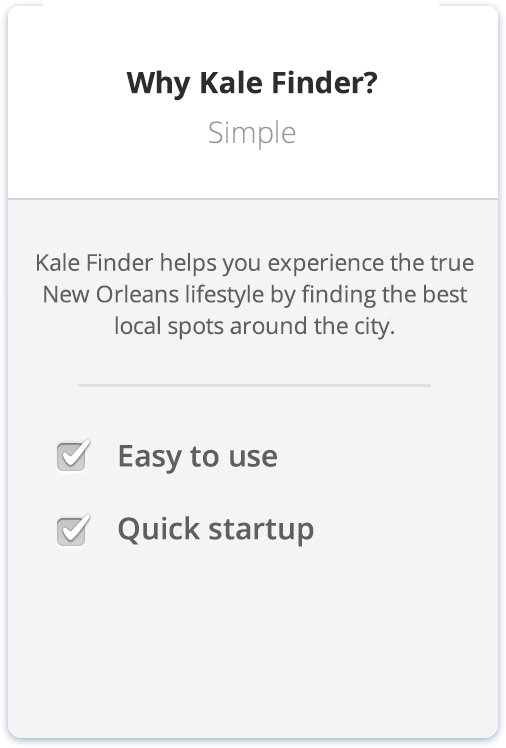 Why Kale Finder?
Simple
Kale Finder helps you experience the true
New Orleans lifestyle by finding the best
local spots around the city.
Easy to use
Quick startup